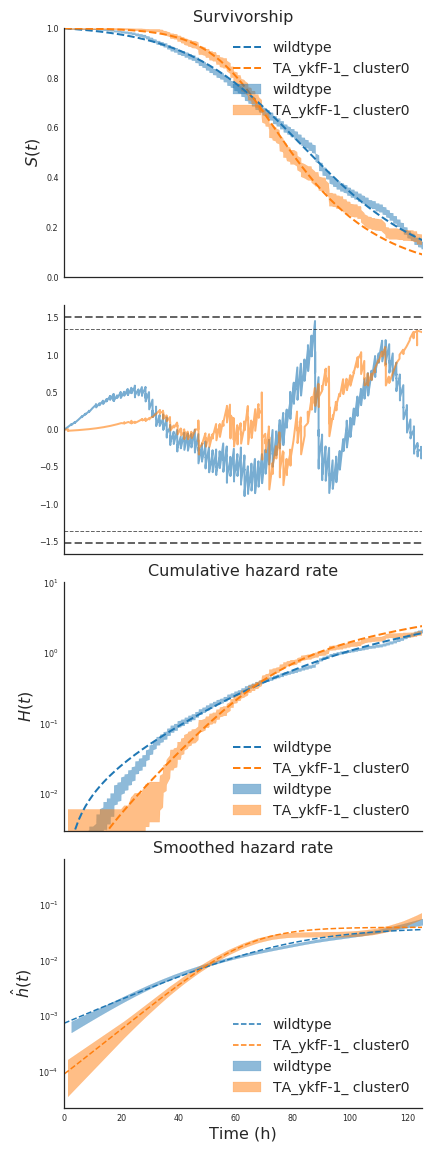 Survivorship
1.0
0.8
0.6
0.4
0.2
0.0
S(t)
wildtype
TA_ykfF-1_ cluster0
wildtype
TA_ykfF-1_ cluster0
1.5
1.0
0.5
0.0
−0.5
−1.0
−1.5
Cumulative hazard rate
10^1
10^0
10^−1
10^−2
H(t)
wildtype
TA_ykfF-1_ cluster0
wildtype
TA_ykfF-1_ cluster0
Smoothed hazard rate
10^−1
10^−2
10^−3
10^−4
ĥ(t)
wildtype
TA_ykfF-1_ cluster0
wildtype
TA_ykfF-1_ cluster0
0 20 40 60 80 100 120
Time (h)